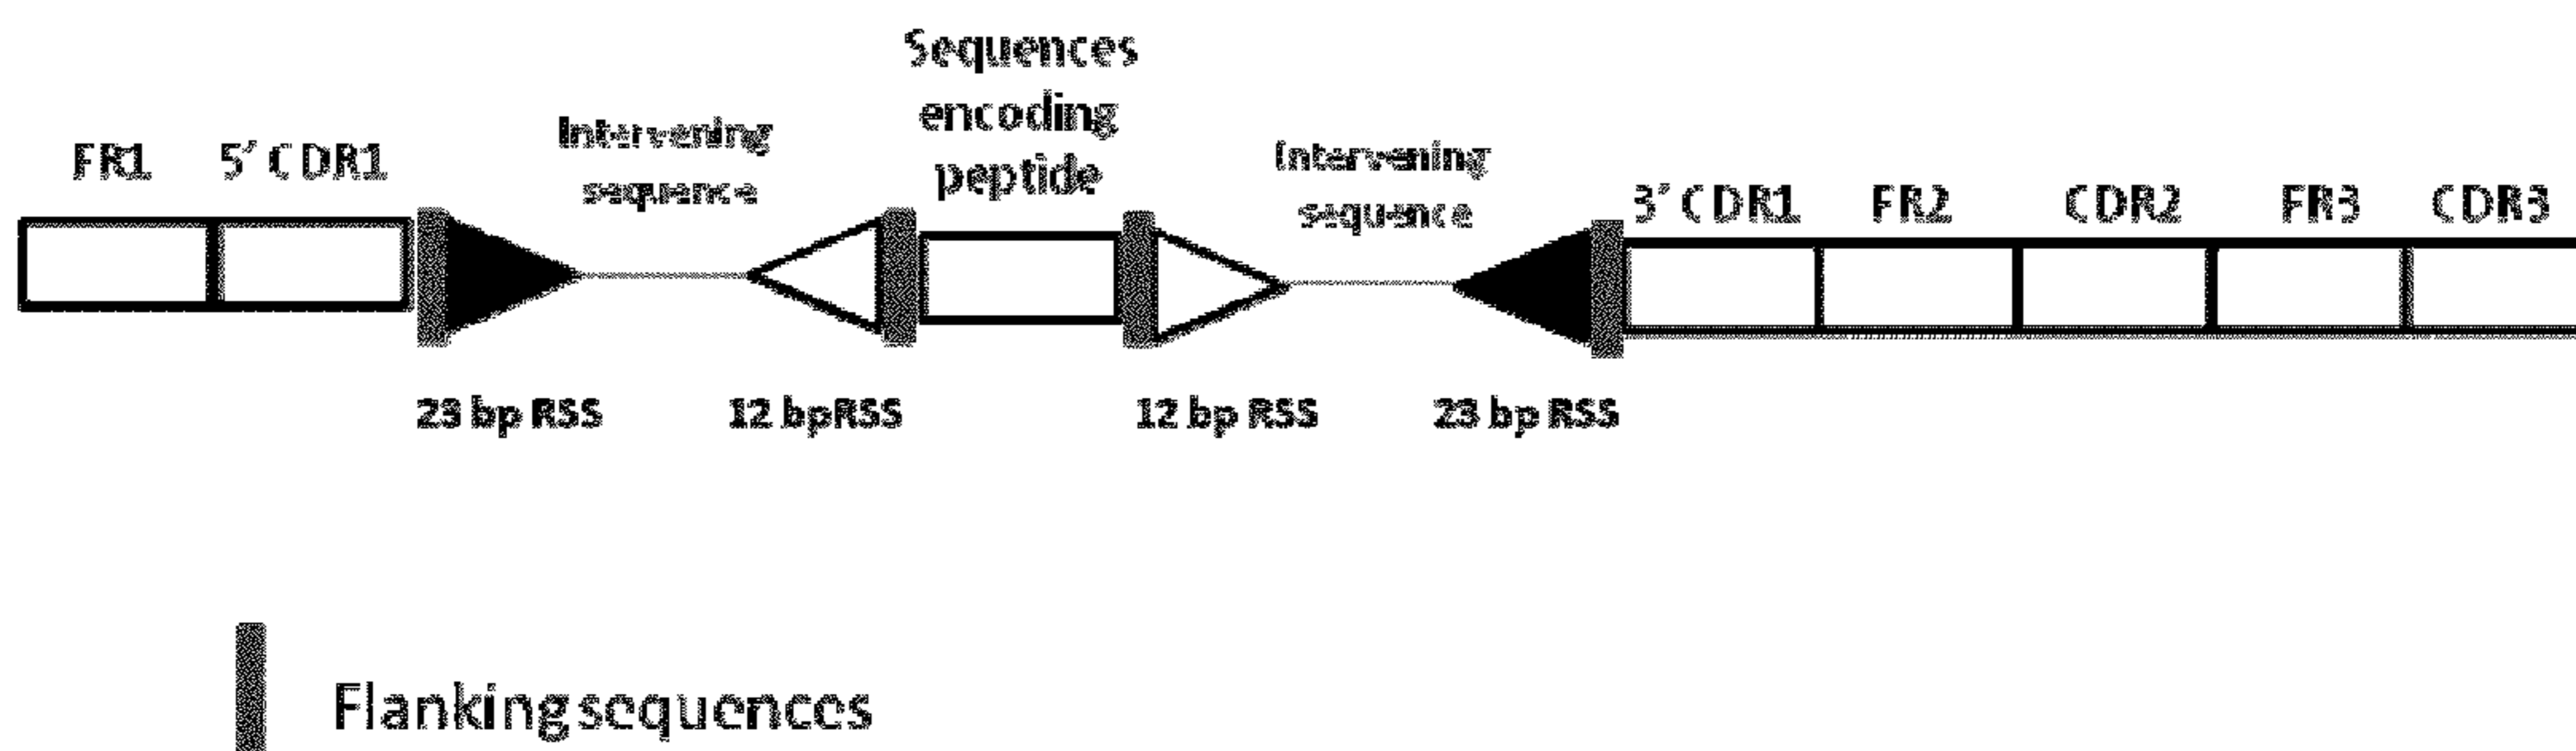 Sequences
encoding
peptide
Intervening
sequence
Intervening
sequence
FR1 5' CDR1
3' CDR1 FR2 CDR2 FR3 CDR3
23 bp RSS 12 bpRSS 12 bp RSS 23 bp RSS
Flanking sequences